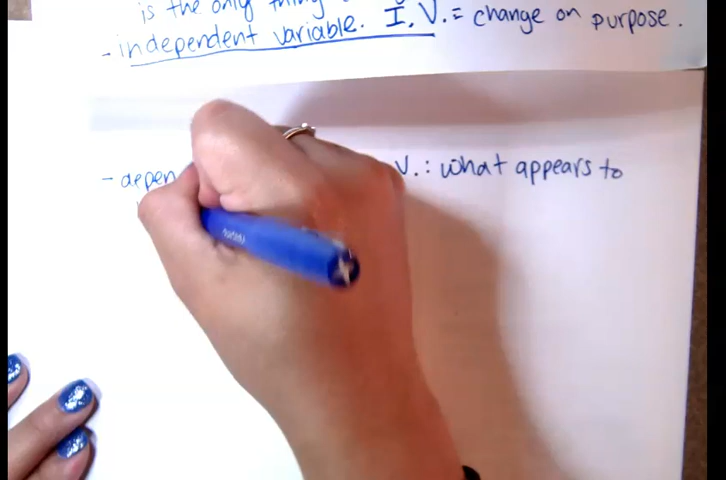 is the only thing
- independent variable. I.V. = change on purpose.
- depen V.: what appears to